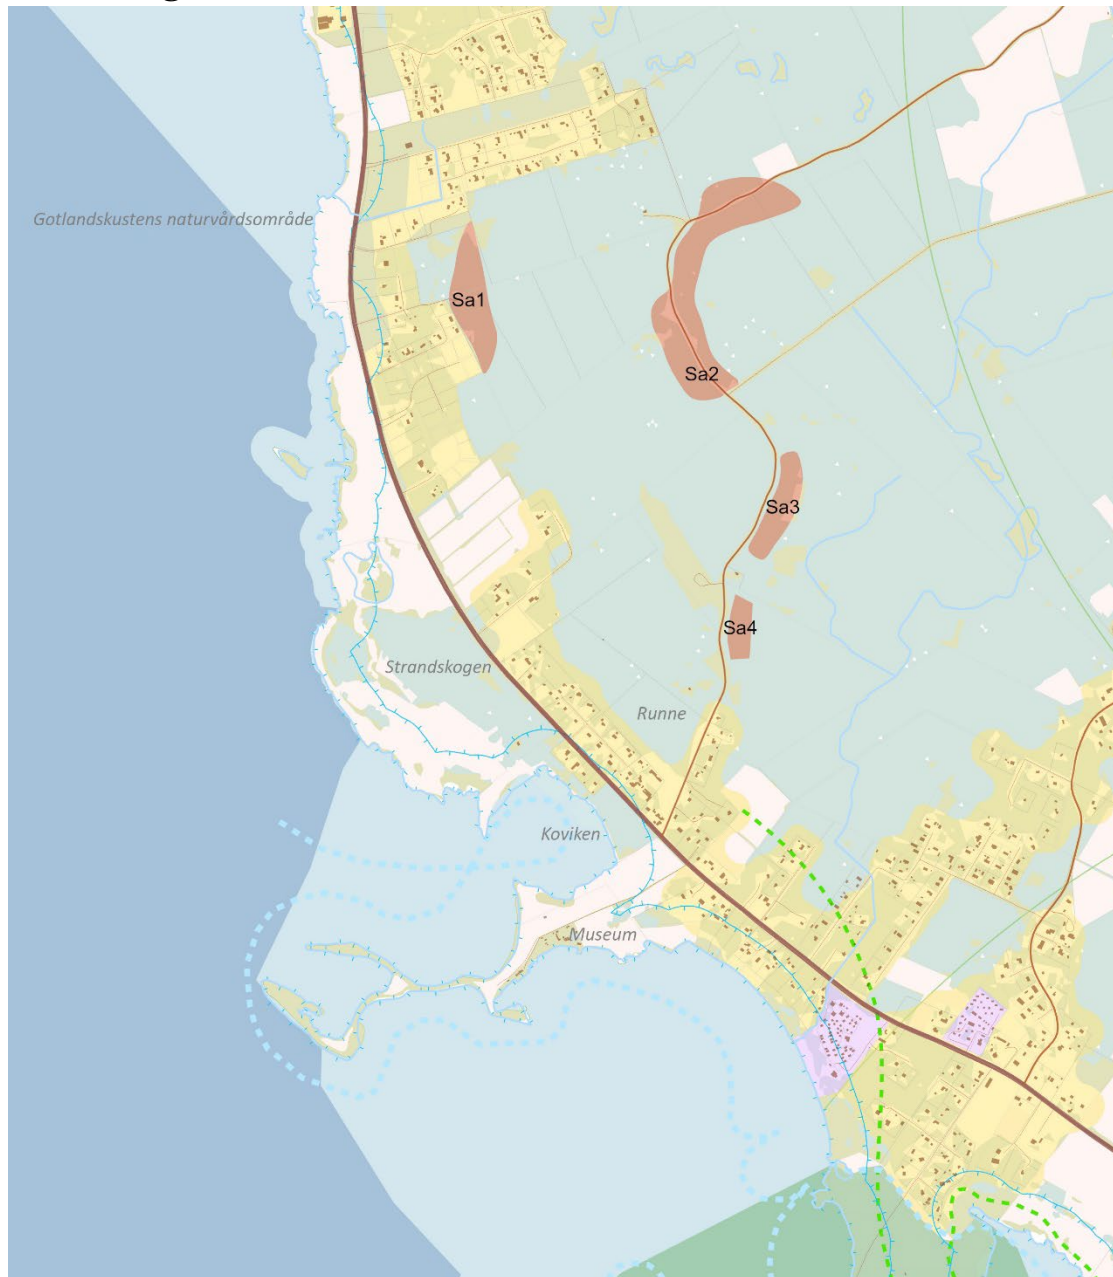 Gotlandskustens naturvårdsområde
Sa1
Sa2
Sa3
Sa4
Strandskogen
Runne
Koviken
Museum